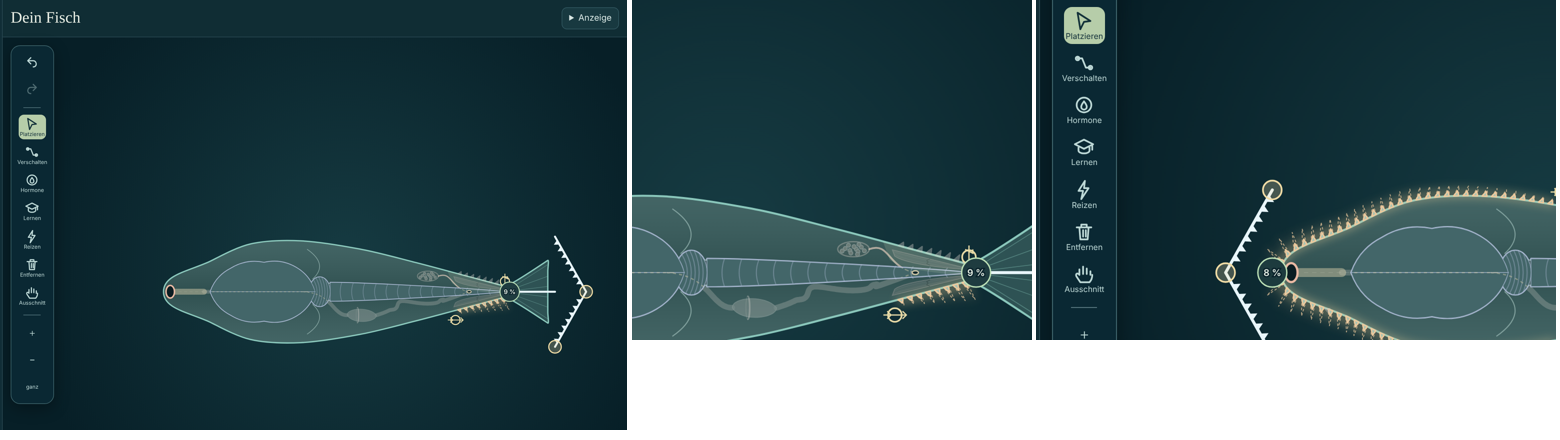 Dein Fisch
Anzeige
Platzieren
Verschalten
Hormone
Lernen
Reizen
Entfernen
Ausschnitt
+
−
ganz
9 %
9 %
Platzieren
Verschalten
Hormone
Lernen
Reizen
Entfernen
Ausschnitt
+
8 %